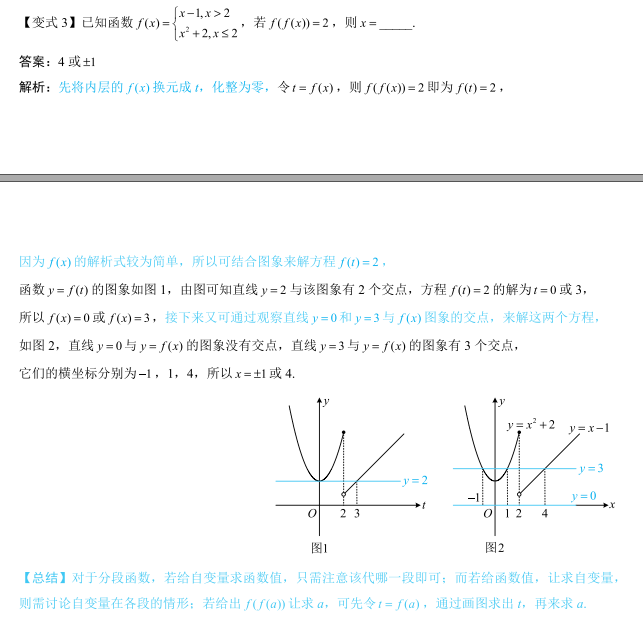 【变式 3】已知函数 f(x)={x−1,x>2 x²+2,x≤2，若 f(f(x))=2，则 x=_____.
答案：4 或±1
解析：先将内层的 f(x) 换元成 t，化整为零，令t=f(x)，则 f(f(x))=2 即为 f(t)=2，
因为 f(x) 的解析式较为简单，所以可结合图象来解方程 f(t)=2，
函数 y=f(t) 的图象如图 1，由图可知直线 y=2 与该图象有 2 个交点，方程 f(t)=2 的解为t=0 或 3，
所以 f(x)=0 或 f(x)=3，接下来又可通过观察直线 y=0 和 y=3 与 f(x) 图象的交点，来解这两个方程，
如图 2，直线 y=0 与 y=f(x) 的图象没有交点，直线 y=3 与 y=f(x) 的图象有 3 个交点，
它们的横坐标分别为−1，1，4，所以 x=±1 或 4.
y
y=2
O 2 3 t
图1
y
y=x²+2 y=x−1
y=3
−1 y=0
O 1 2 4 x
图2
【总结】对于分段函数，若给自变量求函数值，只需注意该代哪一段即可；而若给函数值，让求自变量，
则需讨论自变量在各段的情形；若给出 f(f(a)) 让求 a，可先令t=f(a)，通过画图求出 t，再来求 a.